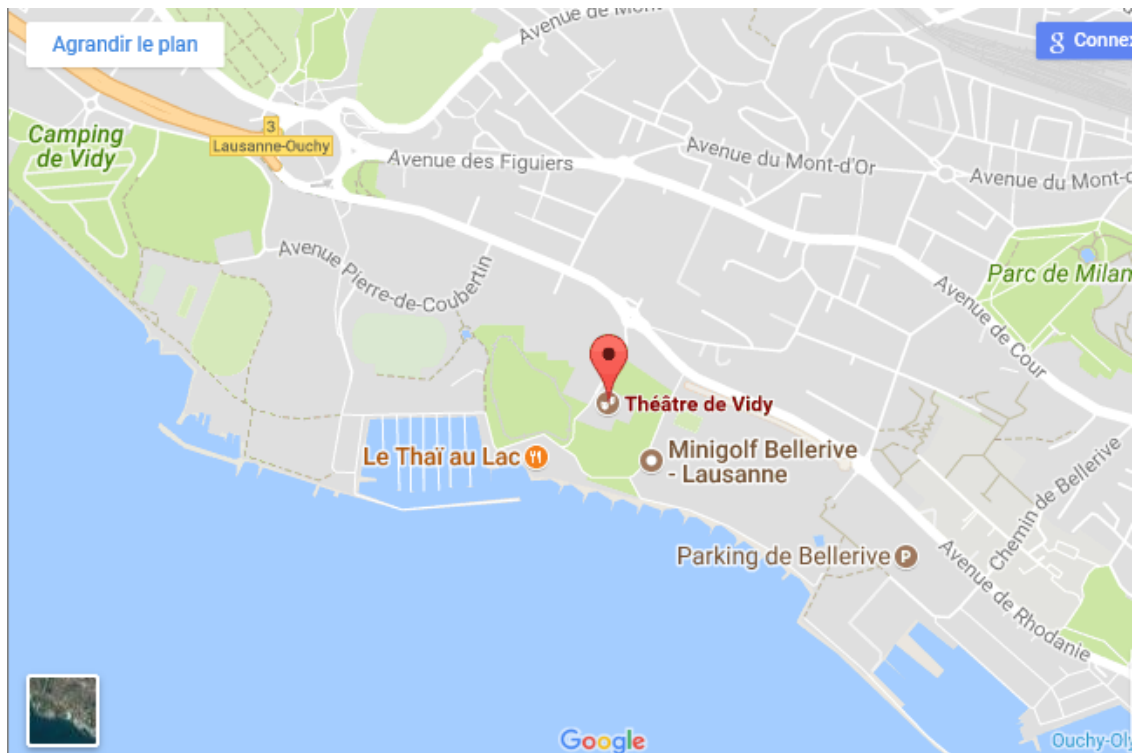 Avenue de Mont
Agrandir le plan
g Connex
3
Lausanne-Ouchy
Camping
de Vidy
Avenue des Figuiers
Avenue du Mont-d'Or
Avenue du Mont-d
Avenue Pierre-de-Coubertin
Parc de Milan
Avenue de Cour
Théâtre de Vidy
Le Thaï au Lac
Minigolf Bellerive
- Lausanne
Chemin de Bellerive
Parking de Bellerive P
Avenue de Rhodanie
Google
Ouchy-Ol